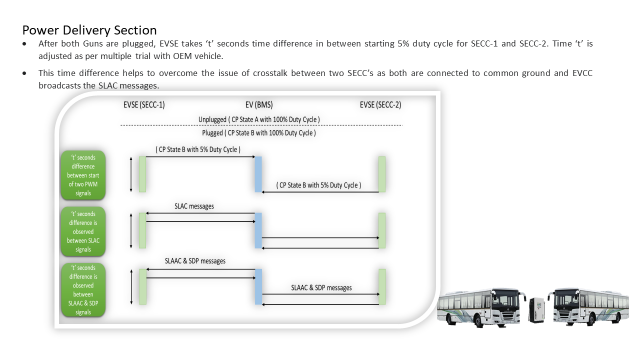 Power Delivery Section
• After both Guns are plugged, EVSE takes ‘t’ seconds time difference in between starting 5% duty cycle for SECC-1 and SECC-2. Time ‘t’ is
adjusted as per multiple trial with OEM vehicle.
• This time difference helps to overcome the issue of crosstalk between two SECC’s as both are connected to common ground and EVCC
broadcasts the SLAC messages.
EVSE (SECC-1) EV (BMS) EVSE (SECC-2)
Unplugged ( CP State A with 100% Duty Cycle )
Plugged ( CP State B with 100% Duty Cycle )
( CP State B with 5% Duty Cycle )
‘t’ seconds
difference
between start
of two PWM
signals
( CP State B with 5% Duty Cycle )
SLAC messages
‘t’ seconds
difference is
observed
between SLAC
signals
SLAAC & SDP messages
‘t’ seconds
difference is
observed
between
SLAAC & SDP
signals
SLAAC & SDP messages